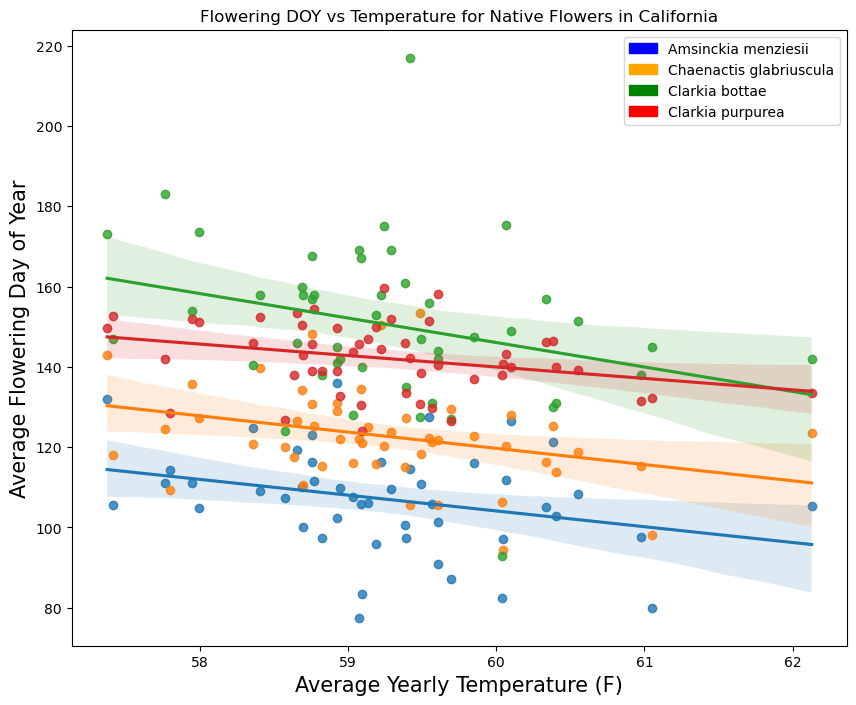 Flowering DOY vs Temperature for Native Flowers in California
Amsinckia menziesii
Chaenactis glabriuscula
Clarkia bottae
Clarkia purpurea
Average Flowering Day of Year
220
200
180
160
140
120
100
80
58 59 60 61 62
Average Yearly Temperature (F)